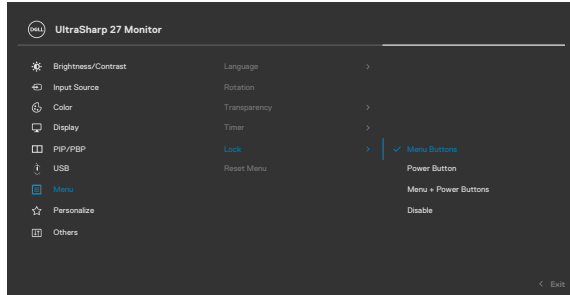 DELL UltraSharp 27 Monitor
Brightness/Contrast Language >
Input Source Rotation
Color Transparency >
Display Timer >
PIP/PBP Lock > ✓ Menu Buttons
USB Reset Menu Power Button
Menu Menu + Power Buttons
Personalize Disable
Others
< Exit